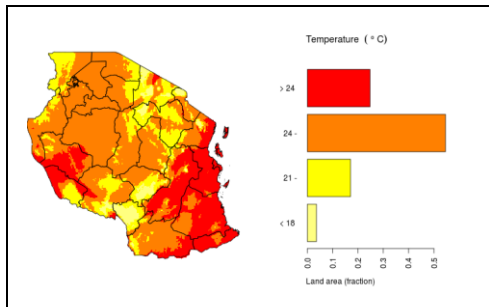 Temperature ( ° C)
> 24
24 -
21 -
< 18
0.0 0.1 0.2 0.3 0.4 0.5
Land area (fraction)